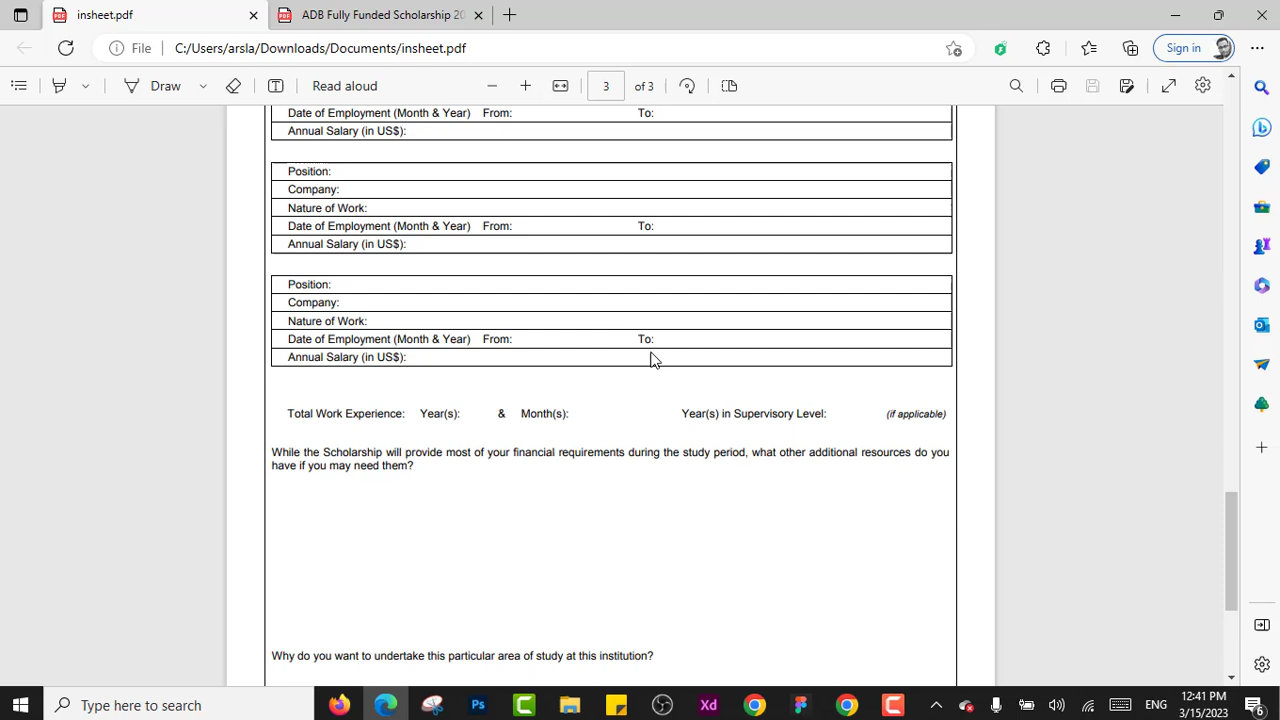 insheet.pdf
ADB Fully Funded Scholarship 20
File
C:/Users/arsla/Downloads/Documents/insheet.pdf
Sign in
Draw
Read aloud
3 of 3
Date of Employment (Month & Year) From: To:
Annual Salary (in US$):
Position:
Company:
Nature of Work:
Date of Employment (Month & Year) From: To:
Annual Salary (in US$):
Position:
Company:
Nature of Work:
Date of Employment (Month & Year) From: To:
Annual Salary (in US$):
Total Work Experience: Year(s): & Month(s): Year(s) in Supervisory Level: (if applicable)
While the Scholarship will provide most of your financial requirements during the study period, what other additional resources do you
have if you may need them?
Why do you want to undertake this particular area of study at this institution?
Type here to search
Ps
Xd
ENG
12:41 PM
3/15/2023
6